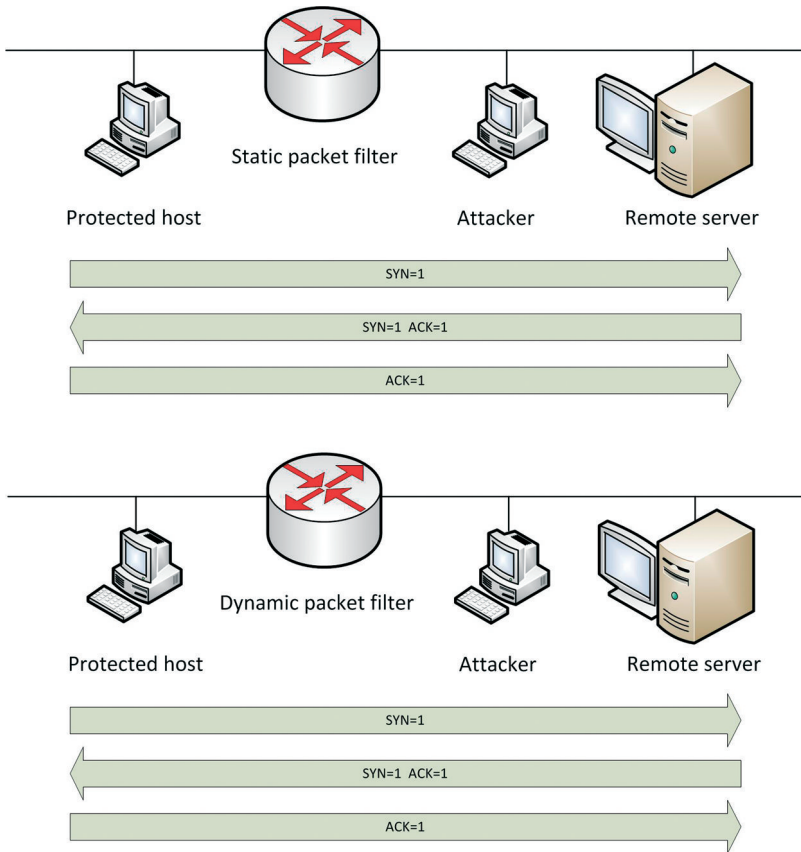 Static packet filter
Protected host
Attacker
Remote server
SYN=1
SYN=1 ACK=1
ACK=1
Dynamic packet filter
Protected host
Attacker
Remote server
SYN=1
SYN=1 ACK=1
ACK=1